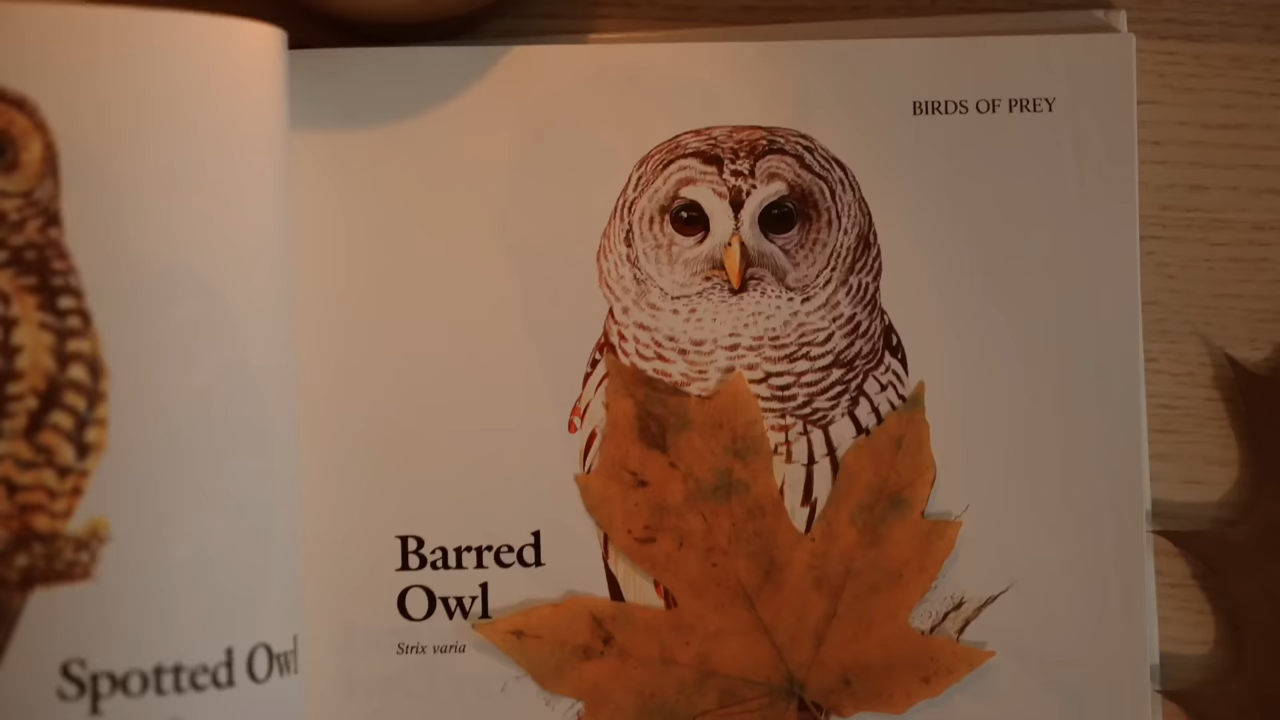 Spotted Owl
BIRDS OF PREY
Barred
Owl
Strix varia